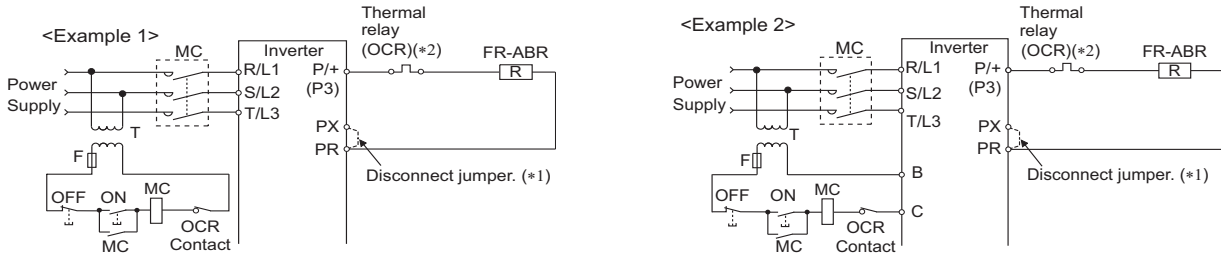 <Example 1>
MC
Power
Supply
R/L1
S/L2
T/L3
Inverter
P/+
(P3)
PX
PR
Thermal
relay
(OCR)(*2)
FR-ABR
R
Disconnect jumper. (*1)
T
F
OFF
ON
MC
MC
OCR
Contact
<Example 2>
MC
Power
Supply
R/L1
S/L2
T/L3
Inverter
P/+
(P3)
PX
PR
Thermal
relay
(OCR)(*2)
FR-ABR
R
Disconnect jumper. (*1)
T
F
B
C
OFF
ON
MC
MC
OCR
Contact